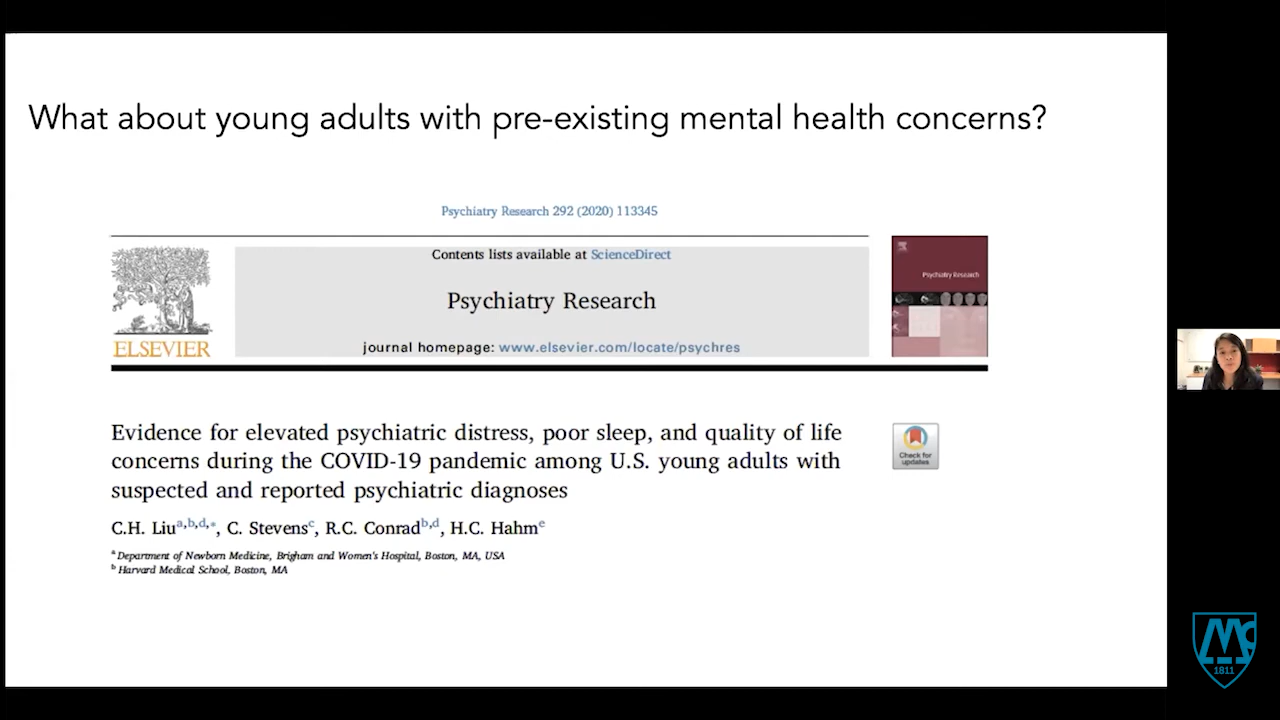 What about young adults with pre-existing mental health concerns?
Psychiatry Research 292 (2020) 113345
Contents lists available at ScienceDirect
Psychiatry Research
journal homepage: www.elsevier.com/locate/psychres
ELSEVIER
Psychiatry Research
Evidence for elevated psychiatric distress, poor sleep, and quality of life
concerns during the COVID-19 pandemic among U.S. young adults with
suspected and reported psychiatric diagnoses
Check for
updates
C.H. Liu a,b,d,*, C. Stevens c, R.C. Conrad b,d, H.C. Hahm e
a Department of Newborn Medicine, Brigham and Women's Hospital, Boston, MA, USA
b Harvard Medical School, Boston, MA
1811